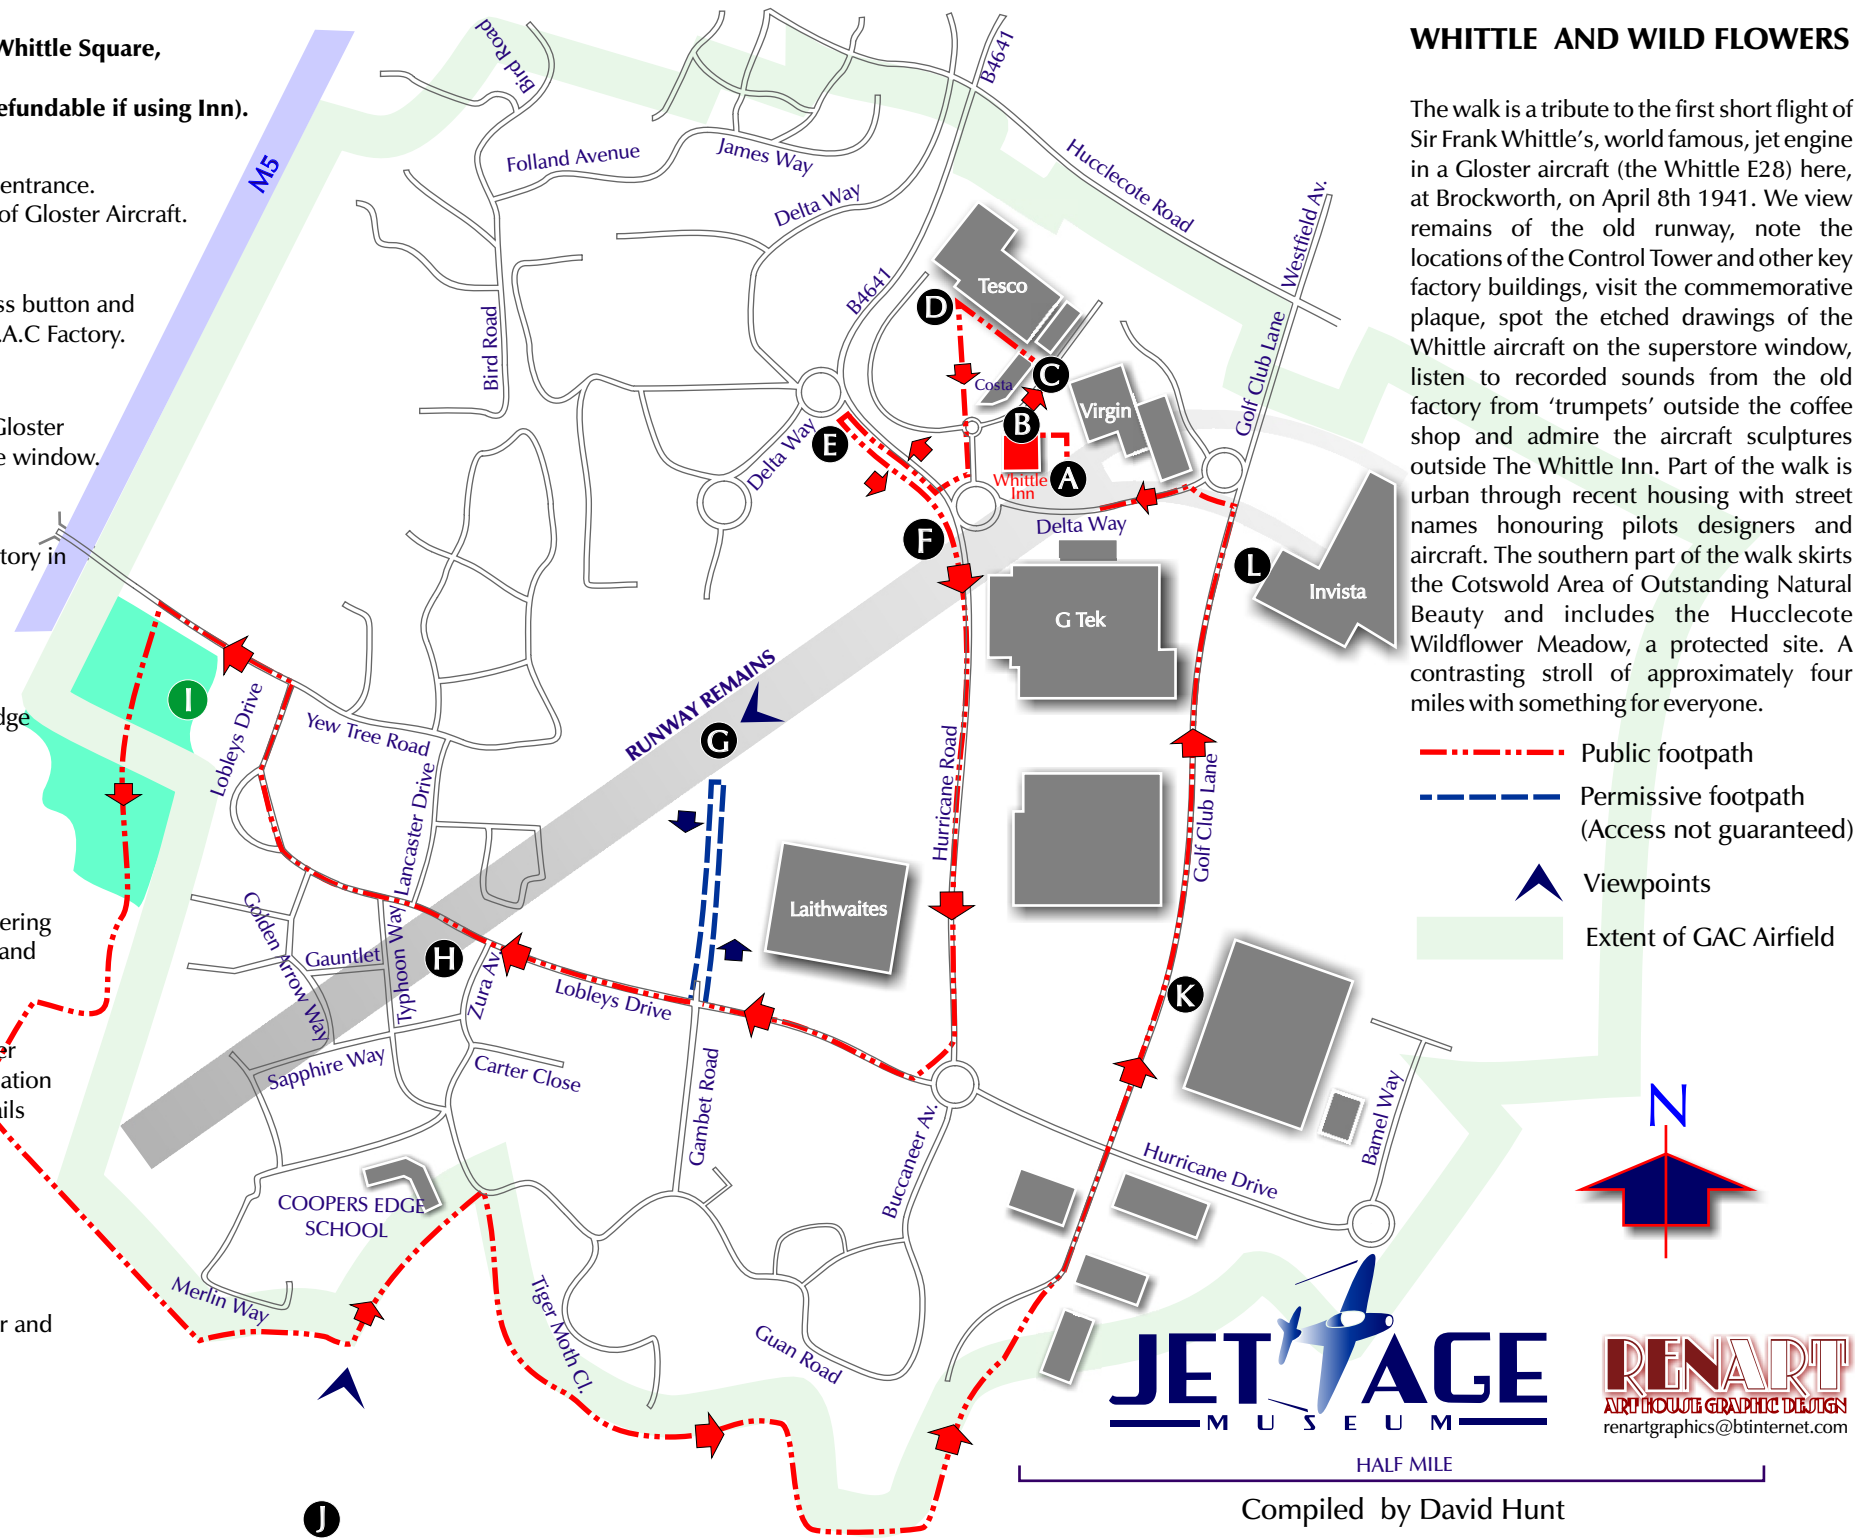 Whittle Square,
efundable if using Inn).
entrance.
of Gloster Aircraft.
ss button and
.A.C Factory.
Gloster
e window.
tory in
dge
ering
and
er
ation
ails
r and
M5
Bird Road
Folland Avenue
James Way
Delta Way
B4641
Hucclecote Road
Westfield Av.
B4641
Bird Road
Tesco
D
Costa
C
Virgin
B
Golf Club Lane
E
Delta Way
Whittle
Inn
A
Delta Way
F
L
Invista
G Tek
I
Lobleys Drive
Yew Tree Road
RUNWAY REMAINS
G
Lancaster Drive
Hurricane Road
Golf Club Lane
Laithwaites
Golden Arrow Way
Gauntlet
Typhoon Way
H
Zura Av.
Lobleys Drive
K
Sapphire Way
Carter Close
Gambet Road
Buccaneer Av.
Hurricane Drive
Bamel Way
COOPERS EDGE
SCHOOL
Merlin Way
Tiger Moth Cl.
Guan Road
J
WHITTLE AND WILD FLOWERS
The walk is a tribute to the first short flight of
Sir Frank Whittle's, world famous, jet engine
in a Gloster aircraft (the Whittle E28) here,
at Brockworth, on April 8th 1941. We view
remains of the old runway, note the
locations of the Control Tower and other key
factory buildings, visit the commemorative
plaque, spot the etched drawings of the
Whittle aircraft on the superstore window,
listen to recorded sounds from the old
factory from 'trumpets' outside the coffee
shop and admire the aircraft sculptures
outside The Whittle Inn. Part of the walk is
urban through recent housing with street
names honouring pilots designers and
aircraft. The southern part of the walk skirts
the Cotswold Area of Outstanding Natural
Beauty and includes the Hucclecote
Wildflower Meadow, a protected site. A
contrasting stroll of approximately four
miles with something for everyone.
Public footpath
Permissive footpath
(Access not guaranteed)
Viewpoints
Extent of GAC Airfield
N
JET AGE
MUSEUM
RENART
ART HOUSE GRAPHIC DESIGN
renartgraphics@btinternet.com
HALF MILE
Compiled by David Hunt